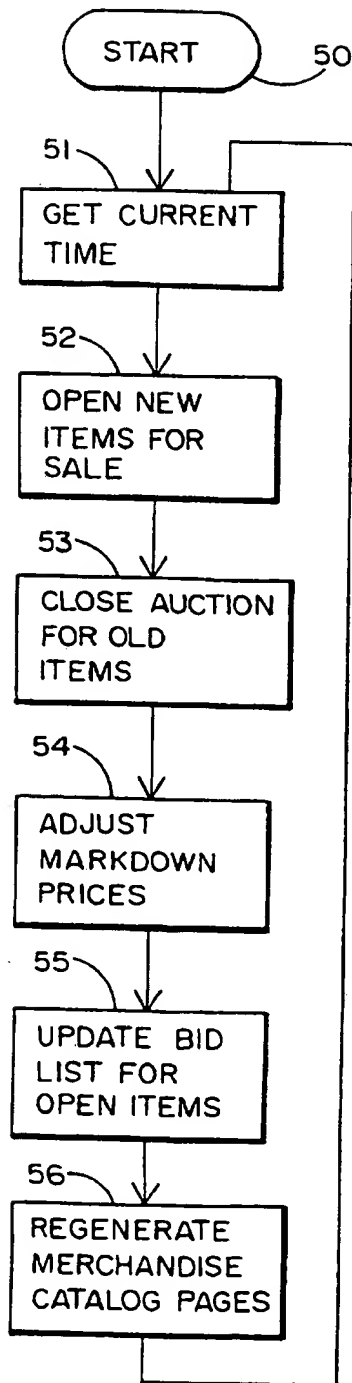 START
50
51
GET CURRENT
TIME
52
OPEN NEW
ITEMS FOR
SALE
53
CLOSE AUCTION
FOR OLD
ITEMS
54
ADJUST
MARKDOWN
PRICES
55
UPDATE BID
LIST FOR
OPEN ITEMS
56
REGENERATE
MERCHANDISE
CATALOG PAGES